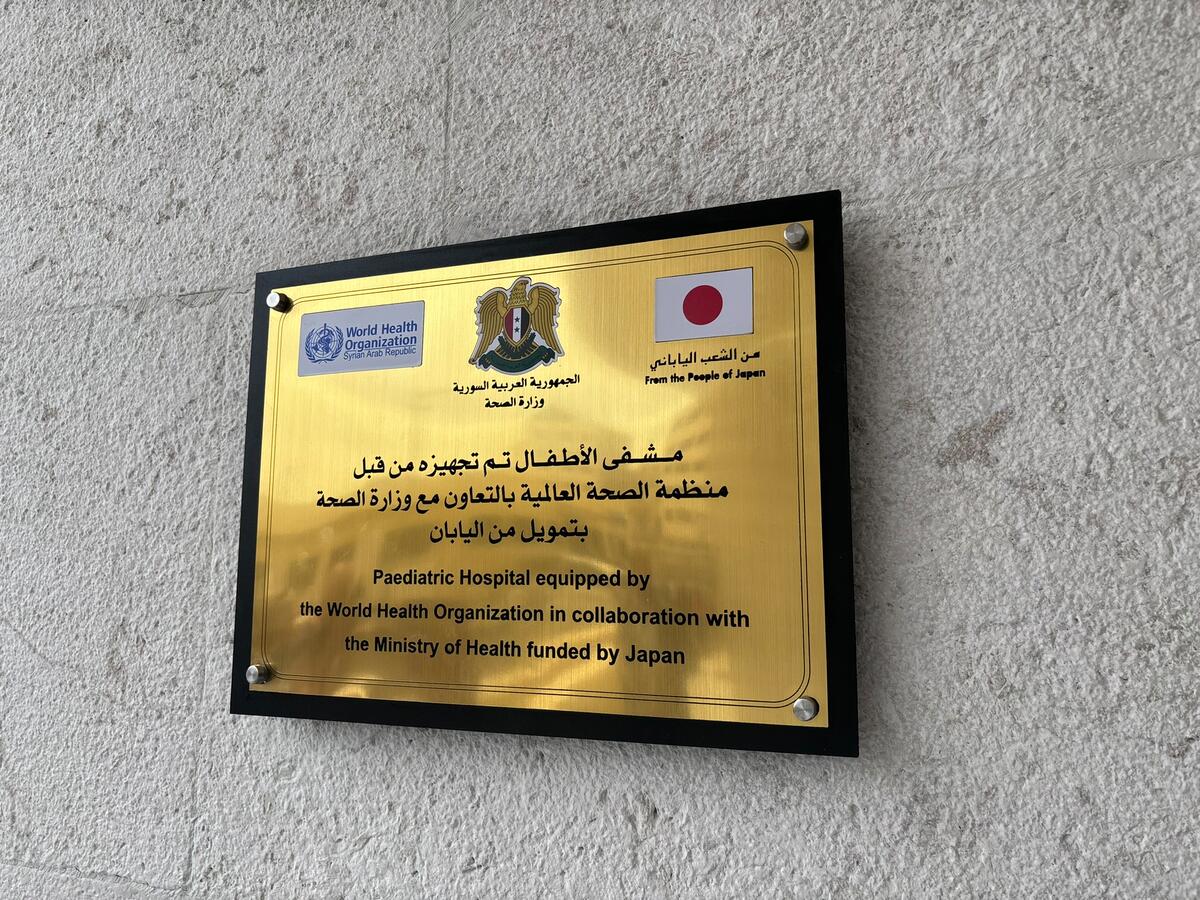 World Health
Organization
Syrian Arab Republic
الجمهورية العربية السورية
وزارة الصحة
من الشعب الياباني
From the People of Japan
مشفى الأطفال تم تجهيزه من قبل
منظمة الصحة العالمية بالتعاون مع وزارة الصحة
بتمويل من اليابان
Paediatric Hospital equipped by
the World Health Organization in collaboration with
the Ministry of Health funded by Japan